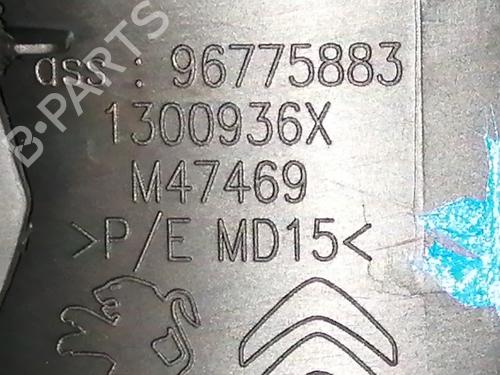 B-PARTS
ass : 96775883
1300936X
M47469
>P/E MD15<